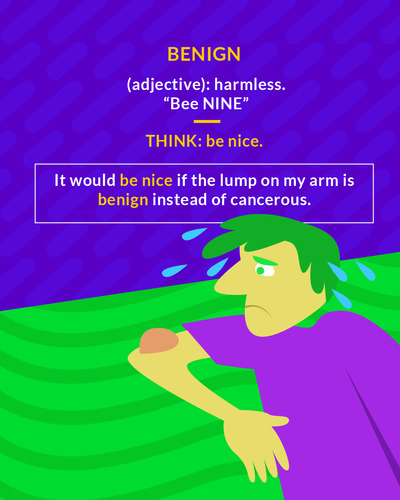 BENIGN
(adjective): harmless.
“Bee NINE”
THINK: be nice.
It would be nice if the lump on my arm is
benign instead of cancerous.